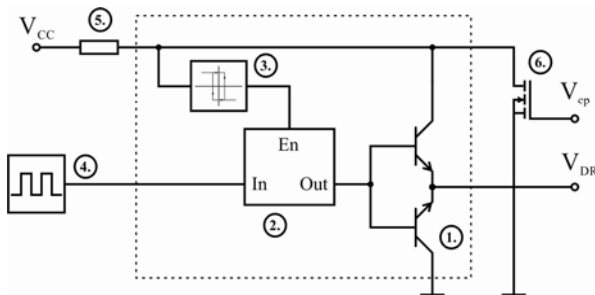 5.
V_CC
3.
6.
V_cp
En
4.
In Out
V_DR
2.
1.